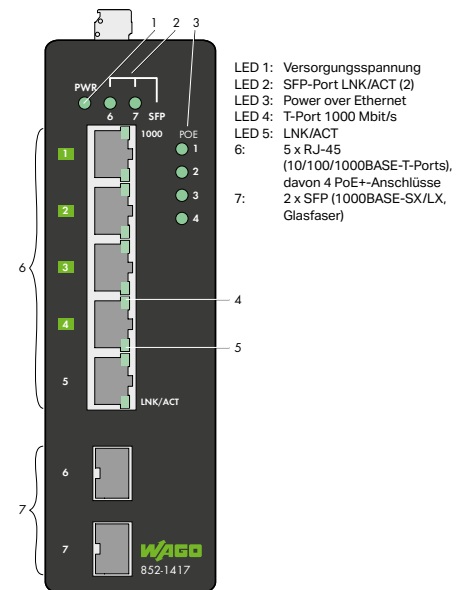 1 2 3
PWR
6 7 SFP
1000 POE
1
1
2
2
3
3
4
4
6
4
5
5
LNK/ACT
6
7
7
WAGO
852-1417
LED 1: Versorgungsspannung
LED 2: SFP-Port LNK/ACT (2)
LED 3: Power over Ethernet
LED 4: T-Port 1000 Mbit/s
LED 5: LNK/ACT
6: 5 x RJ-45
(10/100/1000BASE-T-Ports),
davon 4 PoE+-Anschlüsse
7: 2 x SFP (1000BASE-SX/LX,
Glasfaser)